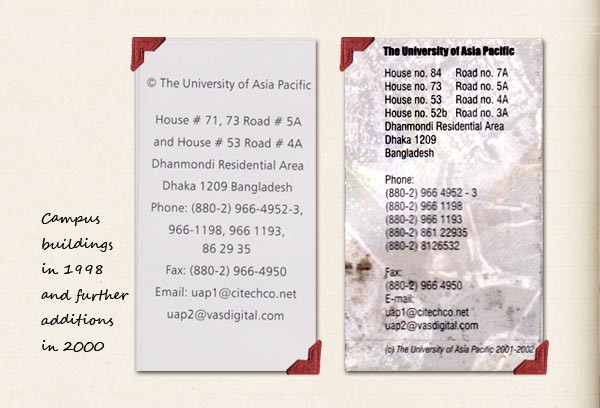 Campus
buildings
in 1998
and further
additions
in 2000
© The University of Asia Pacific
House # 71, 73 Road # 5A
and House # 53 Road # 4A
Dhanmondi Residential Area
Dhaka 1209 Bangladesh
Phone: (880-2) 966-4952-3,
966-1198, 966 1193,
86 29 35
Fax: (880-2) 966-4950
Email: uap1@citechco.net
uap2@vasdigital.com
The University of Asia Pacific
House no. 84 Road no. 7A
House no. 73 Road no. 5A
House no. 53 Road no. 4A
House no. 52b Road no. 3A
Dhanmondi Residential Area
Dhaka 1209
Bangladesh
Phone:
(880-2) 966 4952 - 3
(880-2) 966 1198
(880-2) 966 1193
(880-2) 861 22935
(880-2) 8126532
Fax:
(880-2) 966 4950
E-mail:
uap1@citechco.net
uap2@vasdigital.com
(c) The University of Asia Pacific 2001-2002